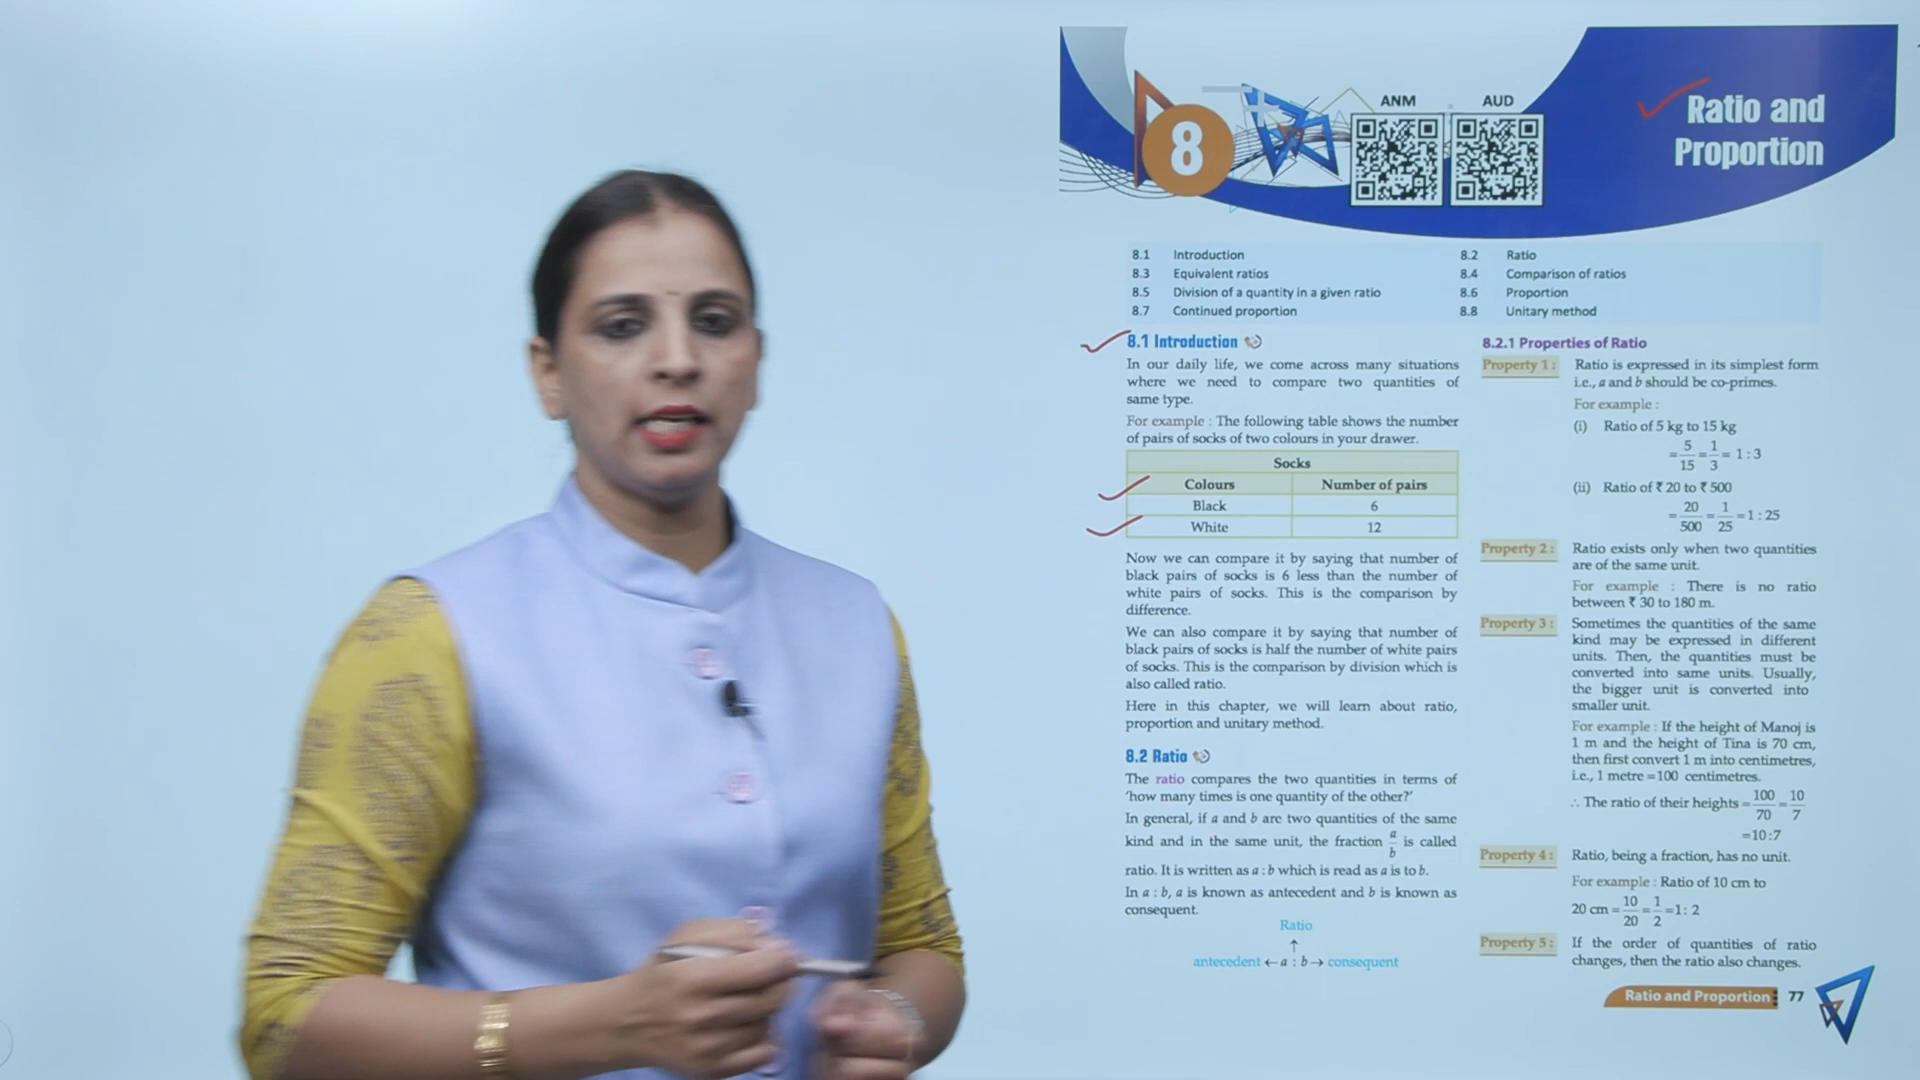 ANM AUD
8
Ratio and
Proportion
8.1 Introduction 8.2 Ratio
8.3 Equivalent ratios 8.4 Comparison of ratios
8.5 Division of a quantity in a given ratio 8.6 Proportion
8.7 Continued proportion 8.8 Unitary method
8.1 Introduction
In our daily life, we come across many situations
where we need to compare two quantities of
same type.
For example : The following table shows the number
of pairs of socks of two colours in your drawer.
Socks
Colours Number of pairs
Black 6
White 12
Now we can compare it by saying that number of
black pairs of socks is 6 less than the number of
white pairs of socks. This is the comparison by
difference.
We can also compare it by saying that number of
black pairs of socks is half the number of white pairs
of socks. This is the comparison by division which is
also called ratio.
Here in this chapter, we will learn about ratio,
proportion and unitary method.
8.2 Ratio
The ratio compares the two quantities in terms of
'how many times is one quantity of the other?'
In general, if a and b are two quantities of the same
kind and in the same unit, the fraction a/b is called
ratio. It is written as a : b which is read as a is to b.
In a : b, a is known as antecedent and b is known as
consequent.
Ratio
↑
antecedent ← a : b → consequent
8.2.1 Properties of Ratio
Property 1 : Ratio is expressed in its simplest form
i.e., a and b should be co-primes.
For example :
(i) Ratio of 5 kg to 15 kg
= 5/15 = 1/3 = 1 : 3
(ii) Ratio of ₹ 20 to ₹ 500
= 20/500 = 1/25 = 1 : 25
Property 2 : Ratio exists only when two quantities
are of the same unit.
For example : There is no ratio
between ₹ 30 to 180 m.
Property 3 : Sometimes the quantities of the same
kind may be expressed in different
units. Then, the quantities must be
converted into same units. Usually,
the bigger unit is converted into
smaller unit.
For example : If the height of Manoj is
1 m and the height of Tina is 70 cm,
then first convert 1 m into centimetres,
i.e., 1 metre = 100 centimetres.
∴ The ratio of their heights = 100/70 = 10/7
= 10 : 7
Property 4 : Ratio, being a fraction, has no unit.
For example : Ratio of 10 cm to
20 cm = 10/20 = 1/2 = 1 : 2
Property 5 : If the order of quantities of ratio
changes, then the ratio also changes.
Ratio and Proportion 77